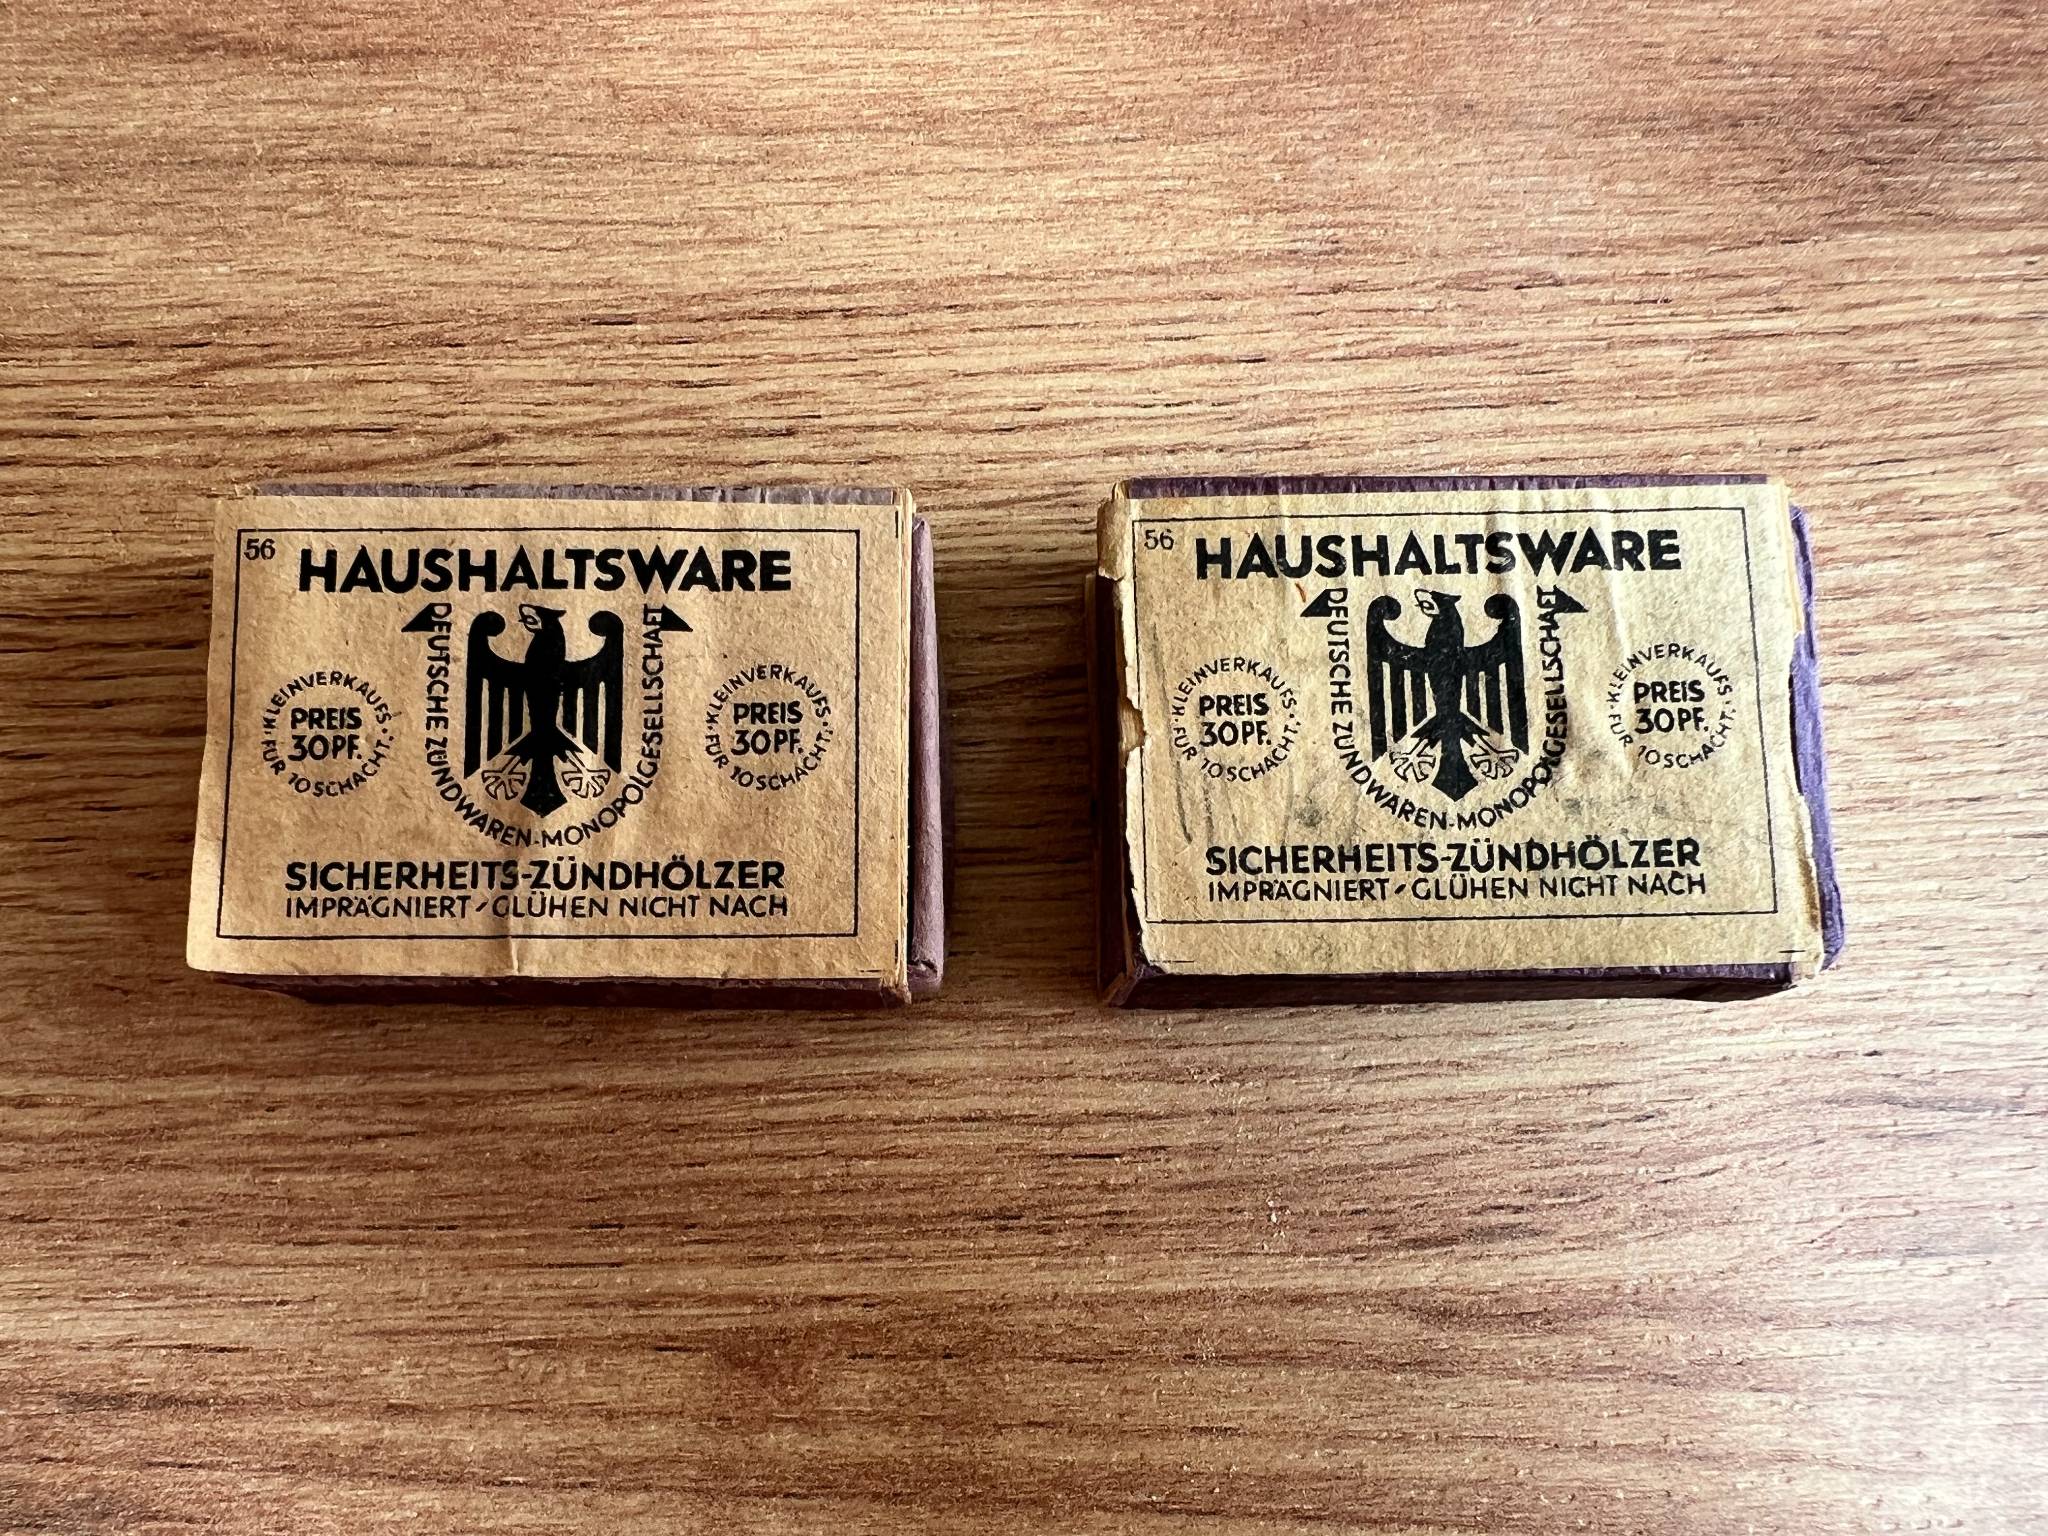 56
HAUSHALTSWARE
DEUTSCHE ZÜNDWAREN-MONOPOLGESELLSCHAFT
KLEINVERKAUFS
PREIS
30PF.
FÜR 10 SCHACHT.
KLEINVERKAUFS
PREIS
30PF.
FÜR 10 SCHACHT.
SICHERHEITS-ZÜNDHÖLZER
IMPRÄGNIERT-GLÜHEN NICHT NACH
56
HAUSHALTSWARE
DEUTSCHE ZÜNDWAREN-MONOPOLGESELLSCHAFT
KLEINVERKAUFS
PREIS
30PF.
FÜR 10 SCHACHT.
KLEINVERKAUFS
PREIS
30PF.
FÜR 10 SCHACHT.
SICHERHEITS-ZÜNDHÖLZER
IMPRÄGNIERT-GLÜHEN NICHT NACH